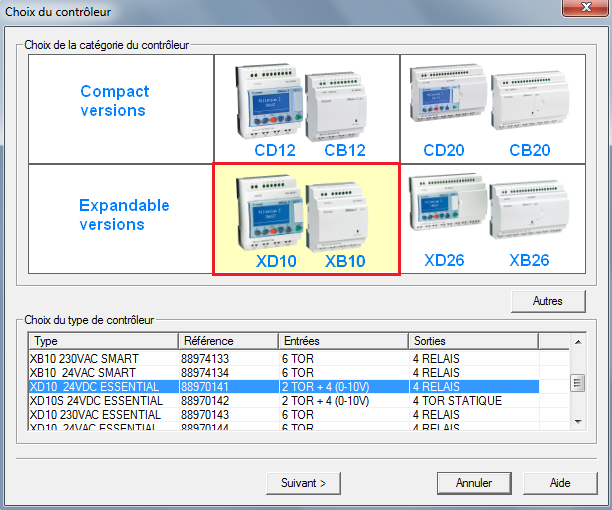 Choix du contrôleur
Choix de la catégorie du contrôleur
Compact
versions
CD12 CB12
CD20 CB20
Expandable
versions
XD10 XB10
XD26 XB26
Autres
Choix du type de contrôleur
Type Référence Entrées Sorties
XB10 230VAC SMART 88974133 6 TOR 4 RELAIS
XB10 24VAC SMART 88974134 6 TOR 4 RELAIS
XD10 24VDC ESSENTIAL 88970141 2 TOR + 4 (0-10V) 4 RELAIS
XD10S 24VDC ESSENTIAL 88970142 2 TOR + 4 (0-10V) 4 TOR STATIQUE
XD10 230VAC ESSENTIAL 88970143 6 TOR 4 RELAIS
XD10 24VAC ESSENTIAL 88970144 6 TOR 4 RELAIS
Suivant >
Annuler
Aide